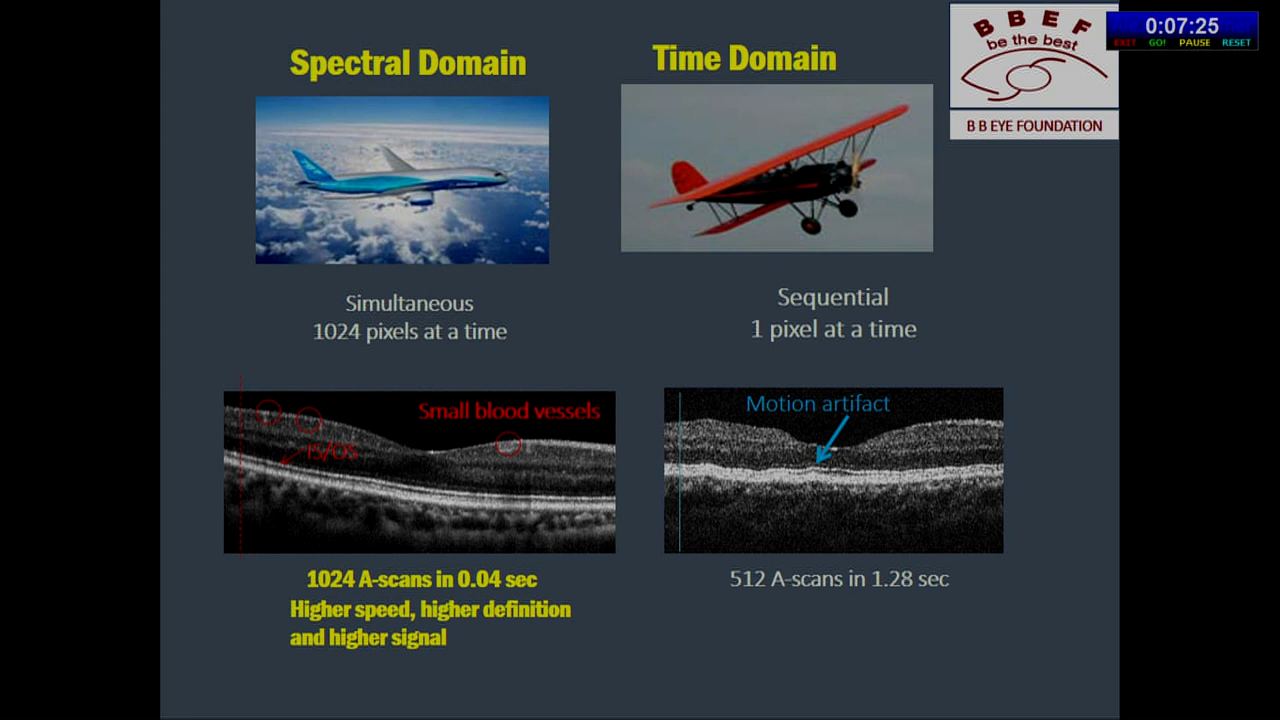 Spectral Domain
Time Domain
BBEF
be the best
B B EYE FOUNDATION
0:07:25
EXIT GO! PAUSE RESET
Simultaneous
1024 pixels at a time
Sequential
1 pixel at a time
Small blood vessels
IS/OS
Motion artifact
1024 A-scans in 0.04 sec
Higher speed, higher definition
and higher signal
512 A-scans in 1.28 sec